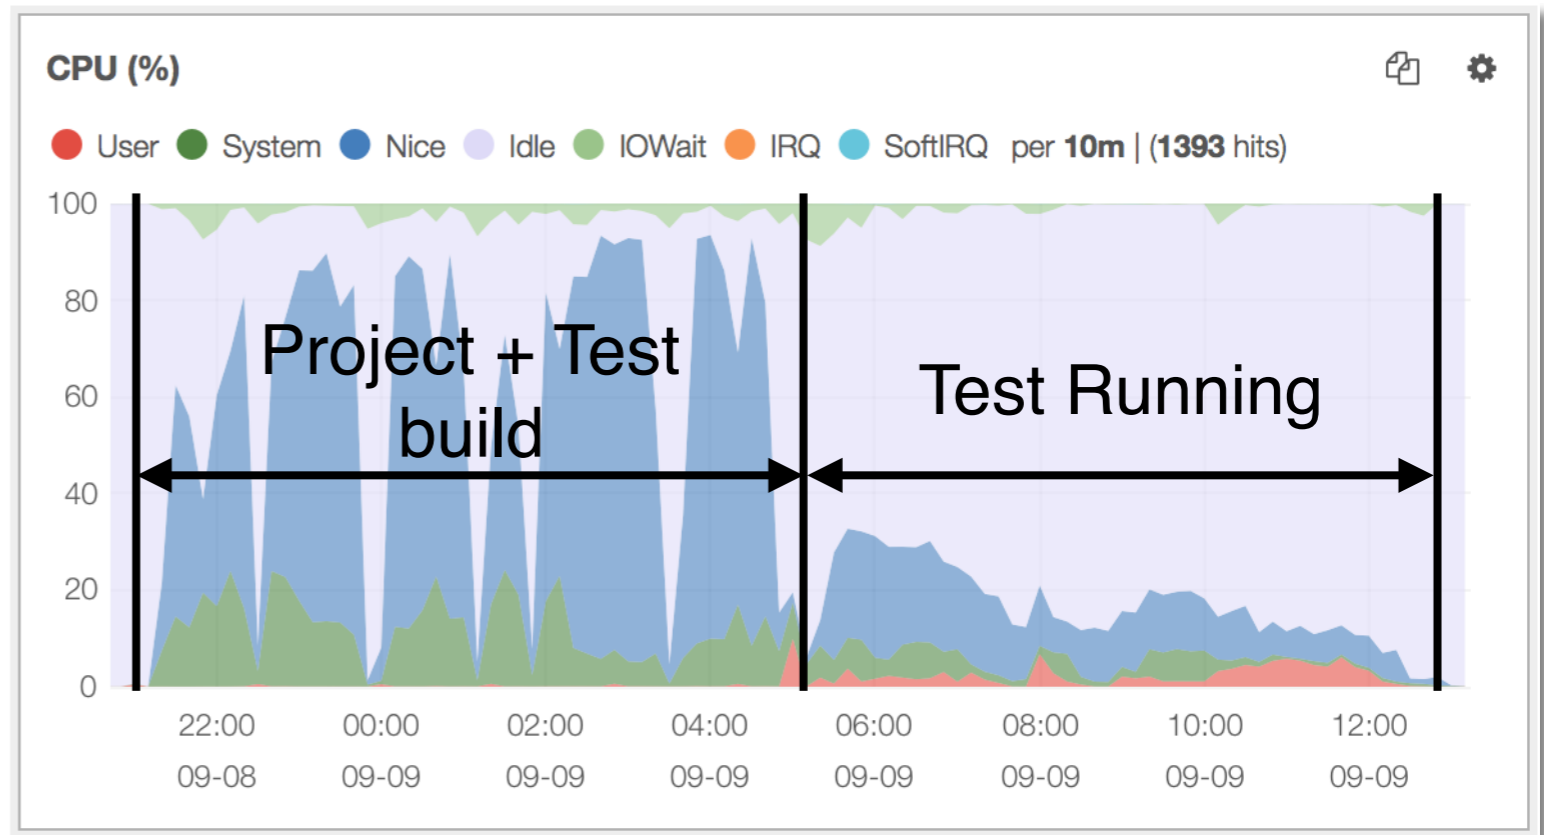 CPU (%)
User System Nice Idle IOWait IRQ SoftIRQ per 10m | (1393 hits)
100
80
60
40
20
0
Project + Test
build
Test Running
22:00 00:00 02:00 04:00 06:00 08:00 10:00 12:00
09-08 09-09 09-09 09-09 09-09 09-09 09-09 09-09